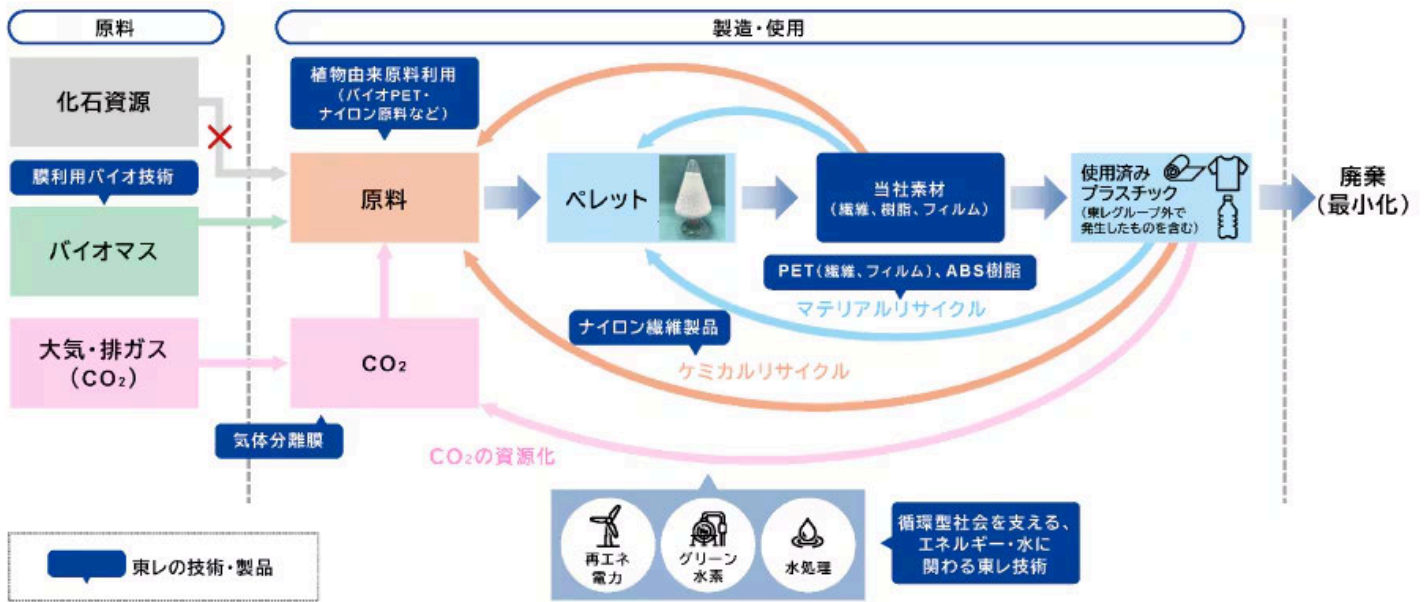 原料
製造・使用
化石資源
植物由来原料利用
（バイオPET・
ナイロン原料など）
膜利用バイオ技術
バイオマス
原料
ペレット
当社素材
（繊維、樹脂、フィルム）
使用済み
プラスチック
（東レグループ外で
発生したものを含む）
廃棄
（最小化）
PET（繊維、フィルム）、ABS樹脂
マテリアルリサイクル
ナイロン繊維製品
ケミカルリサイクル
大気・排ガス
（CO₂）
CO₂
気体分離膜
CO₂の資源化
再エネ
電力
グリーン
水素
水処理
循環型社会を支える、
エネルギー・水に
関わる東レ技術
東レの技術・製品